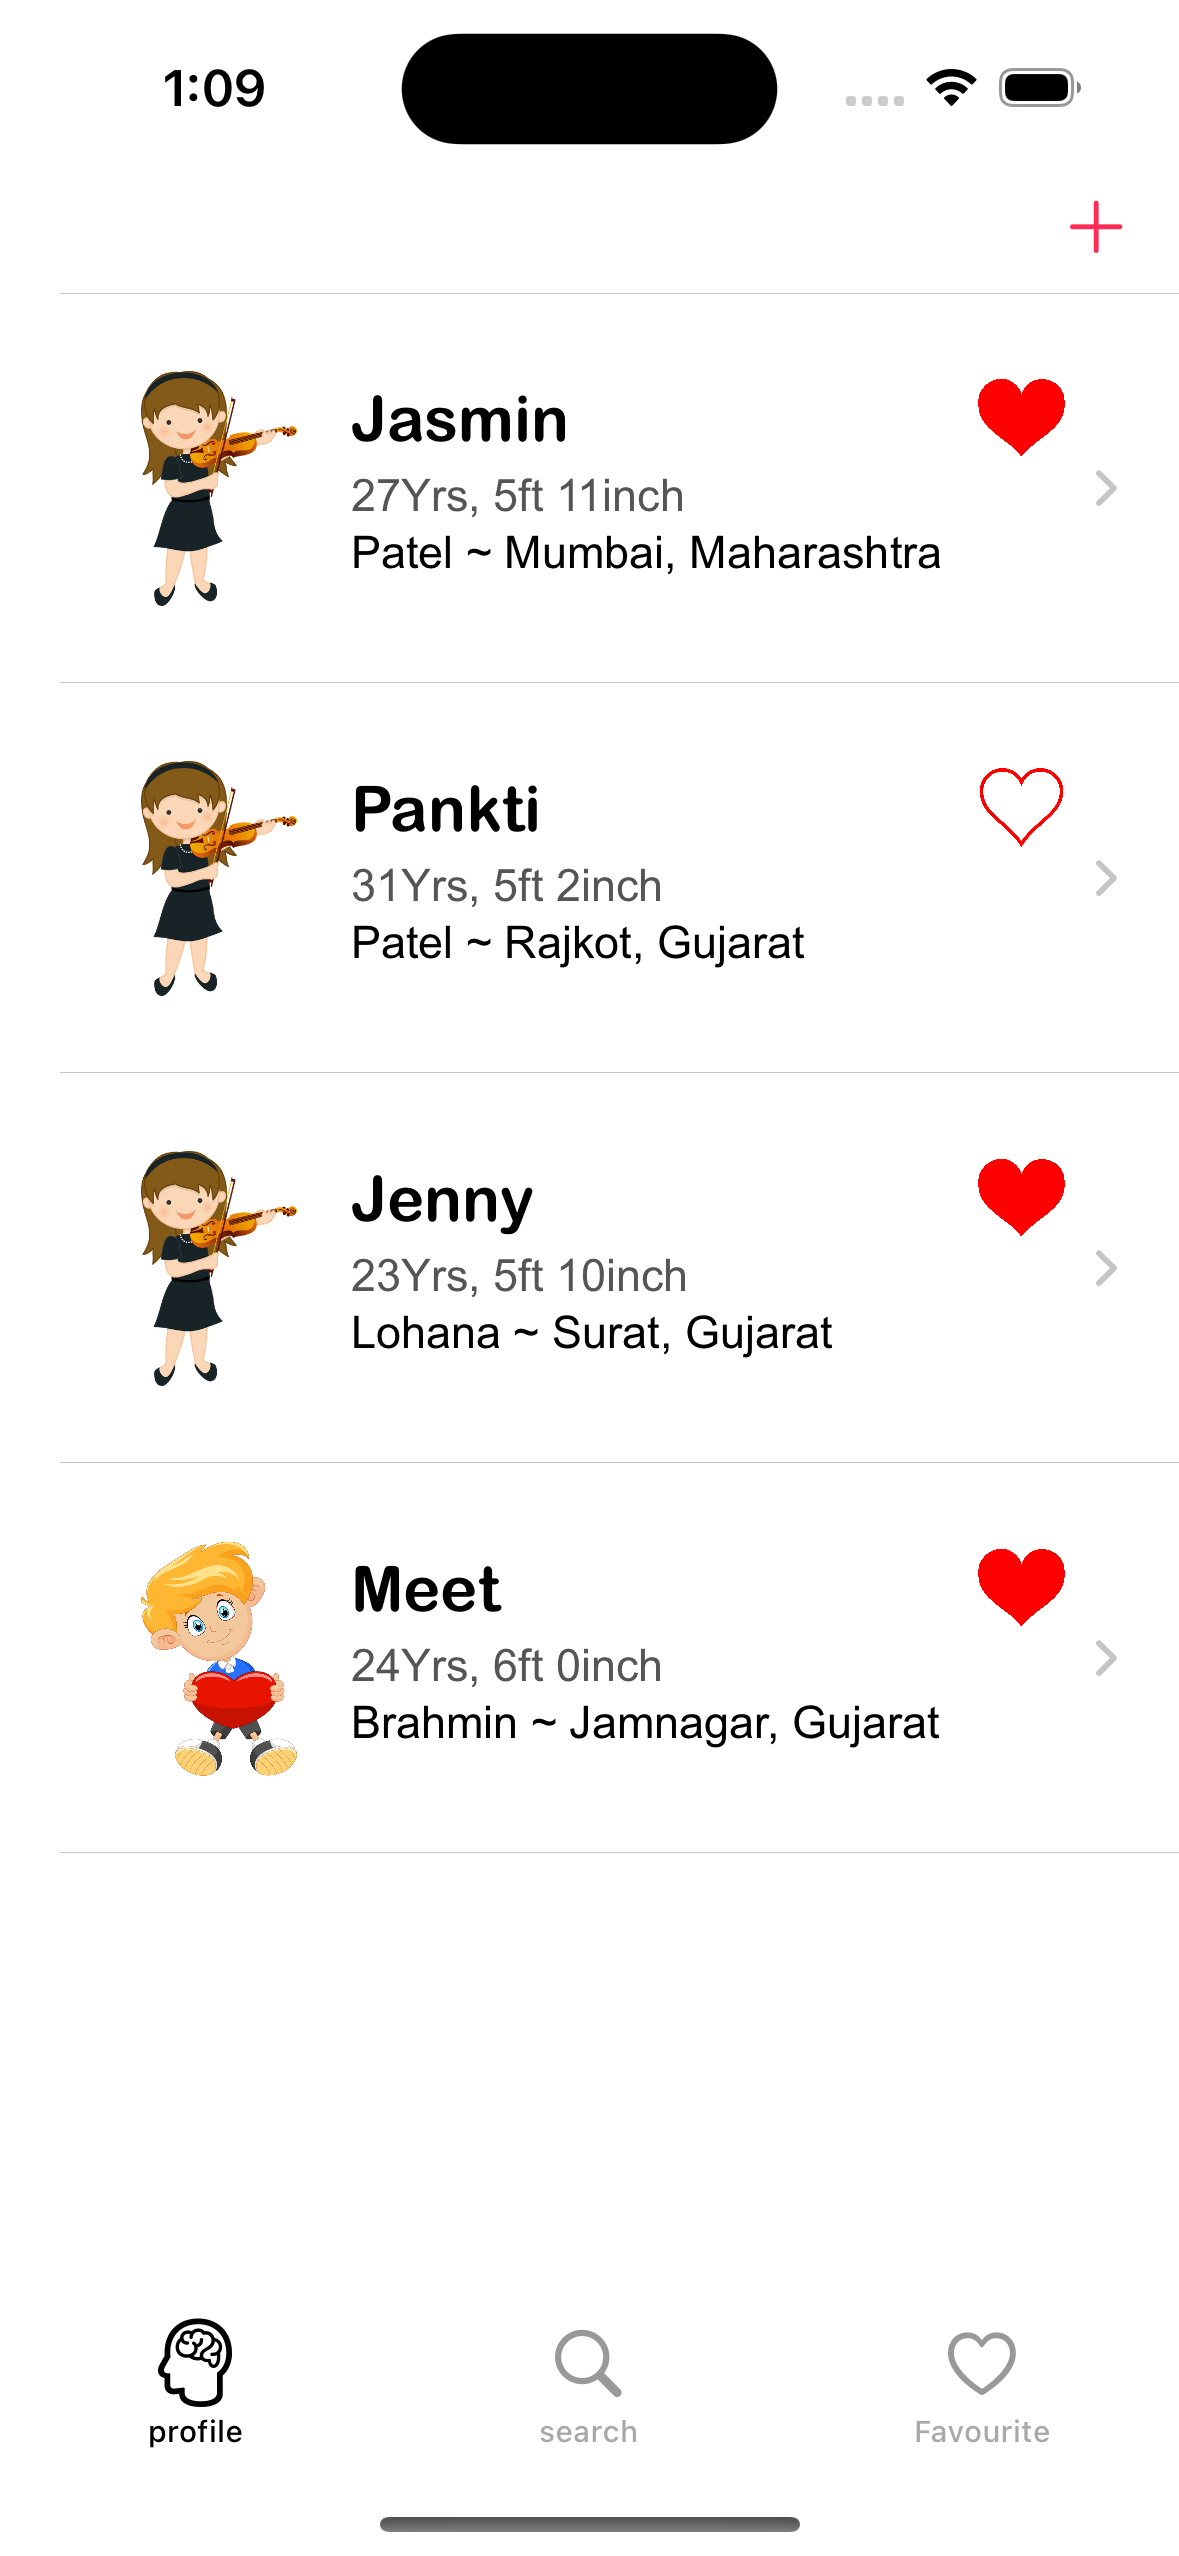 1:09
Jasmin
27Yrs, 5ft 11inch
Patel ~ Mumbai, Maharashtra
Pankti
31Yrs, 5ft 2inch
Patel ~ Rajkot, Gujarat
Jenny
23Yrs, 5ft 10inch
Lohana ~ Surat, Gujarat
Meet
24Yrs, 6ft 0inch
Brahmin ~ Jamnagar, Gujarat
profile
search
Favourite